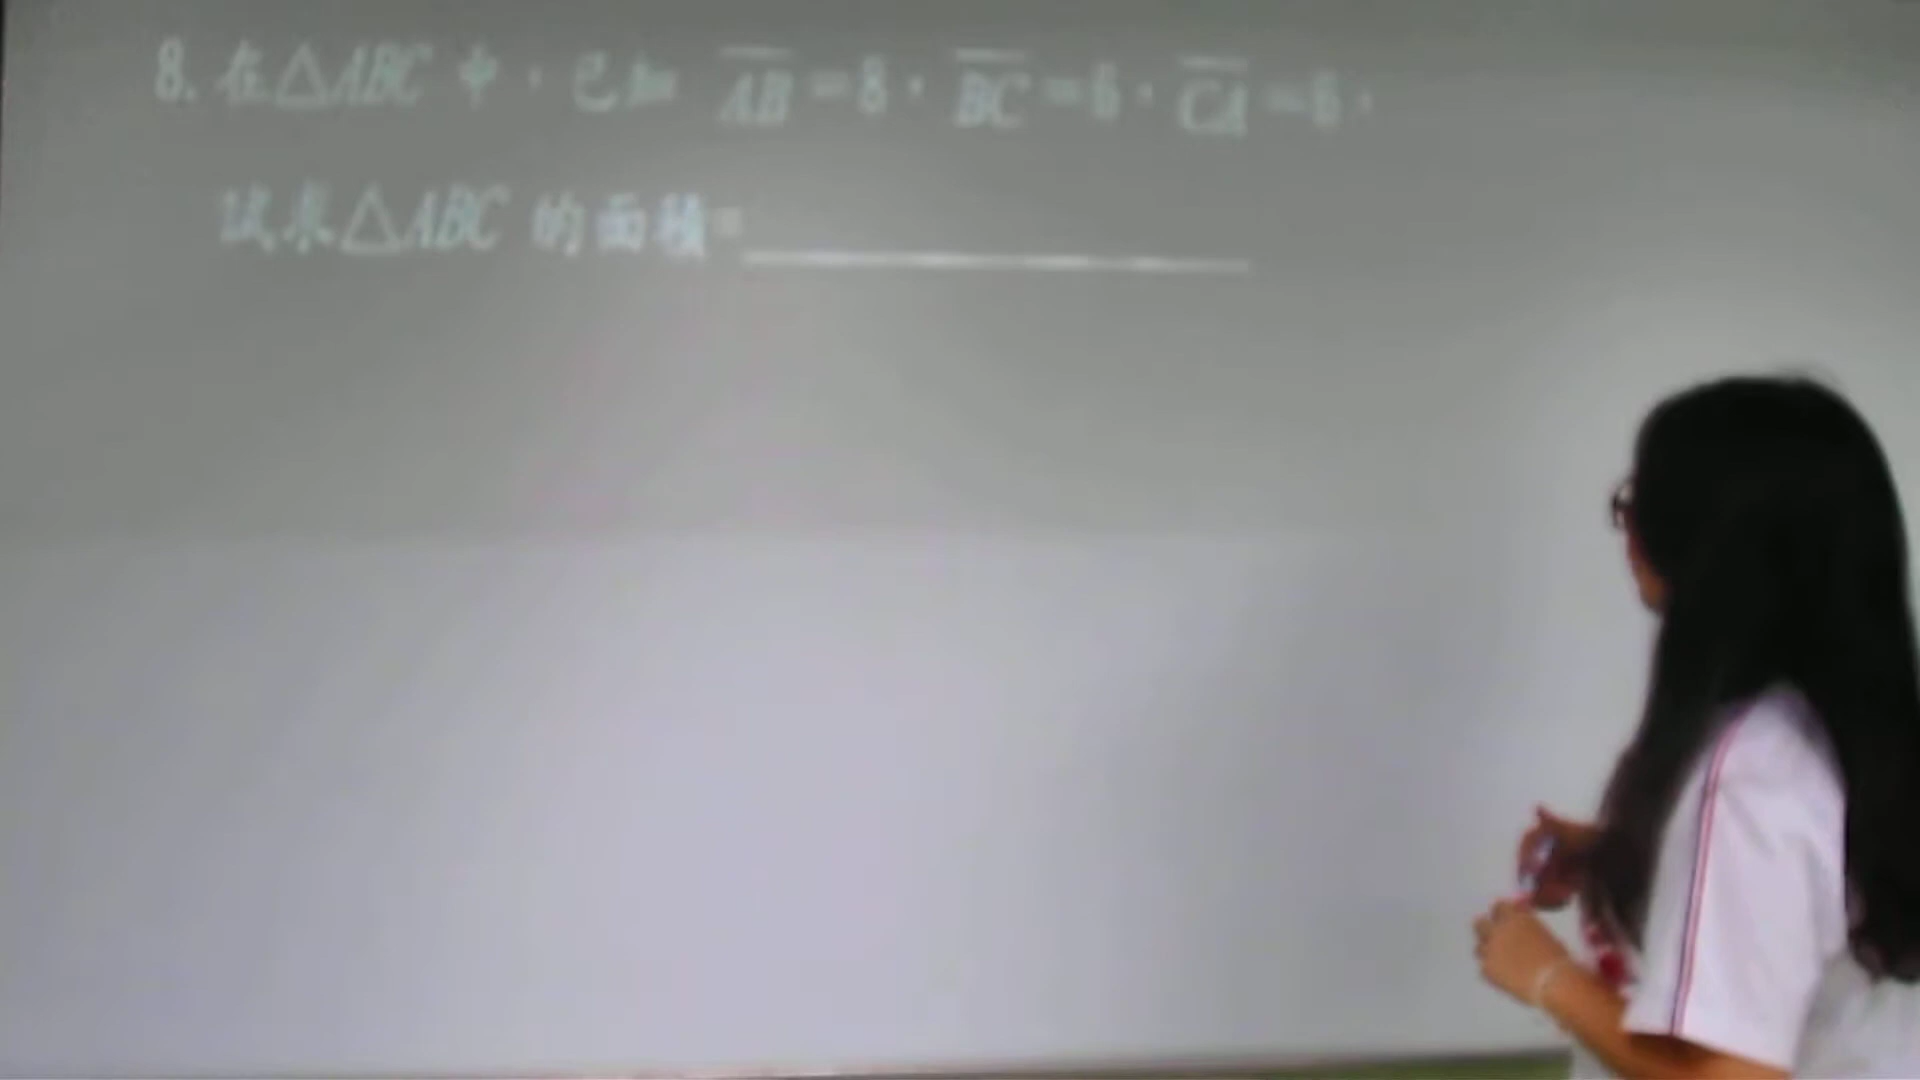 8. 在△ABC 中，已知 AB=8，BC=6，CA=6，
試求△ABC 的面積=